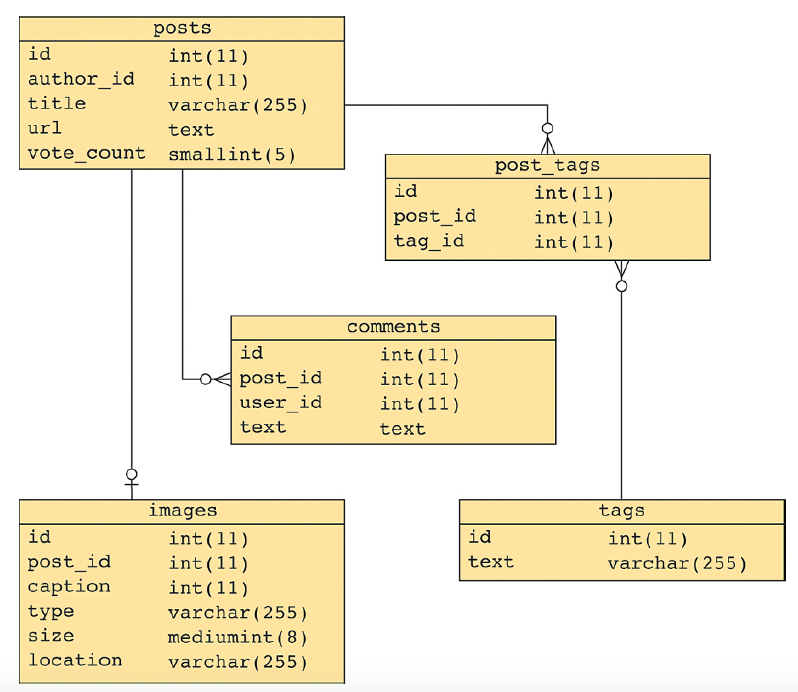 posts
id int(11)
author_id int(11)
title varchar(255)
url text
vote_count smallint(5)
post_tags
id int(11)
post_id int(11)
tag_id int(11)
comments
id int(11)
post_id int(11)
user_id int(11)
text text
images
id int(11)
post_id int(11)
caption int(11)
type varchar(255)
size mediumint(8)
location varchar(255)
tags
id int(11)
text varchar(255)